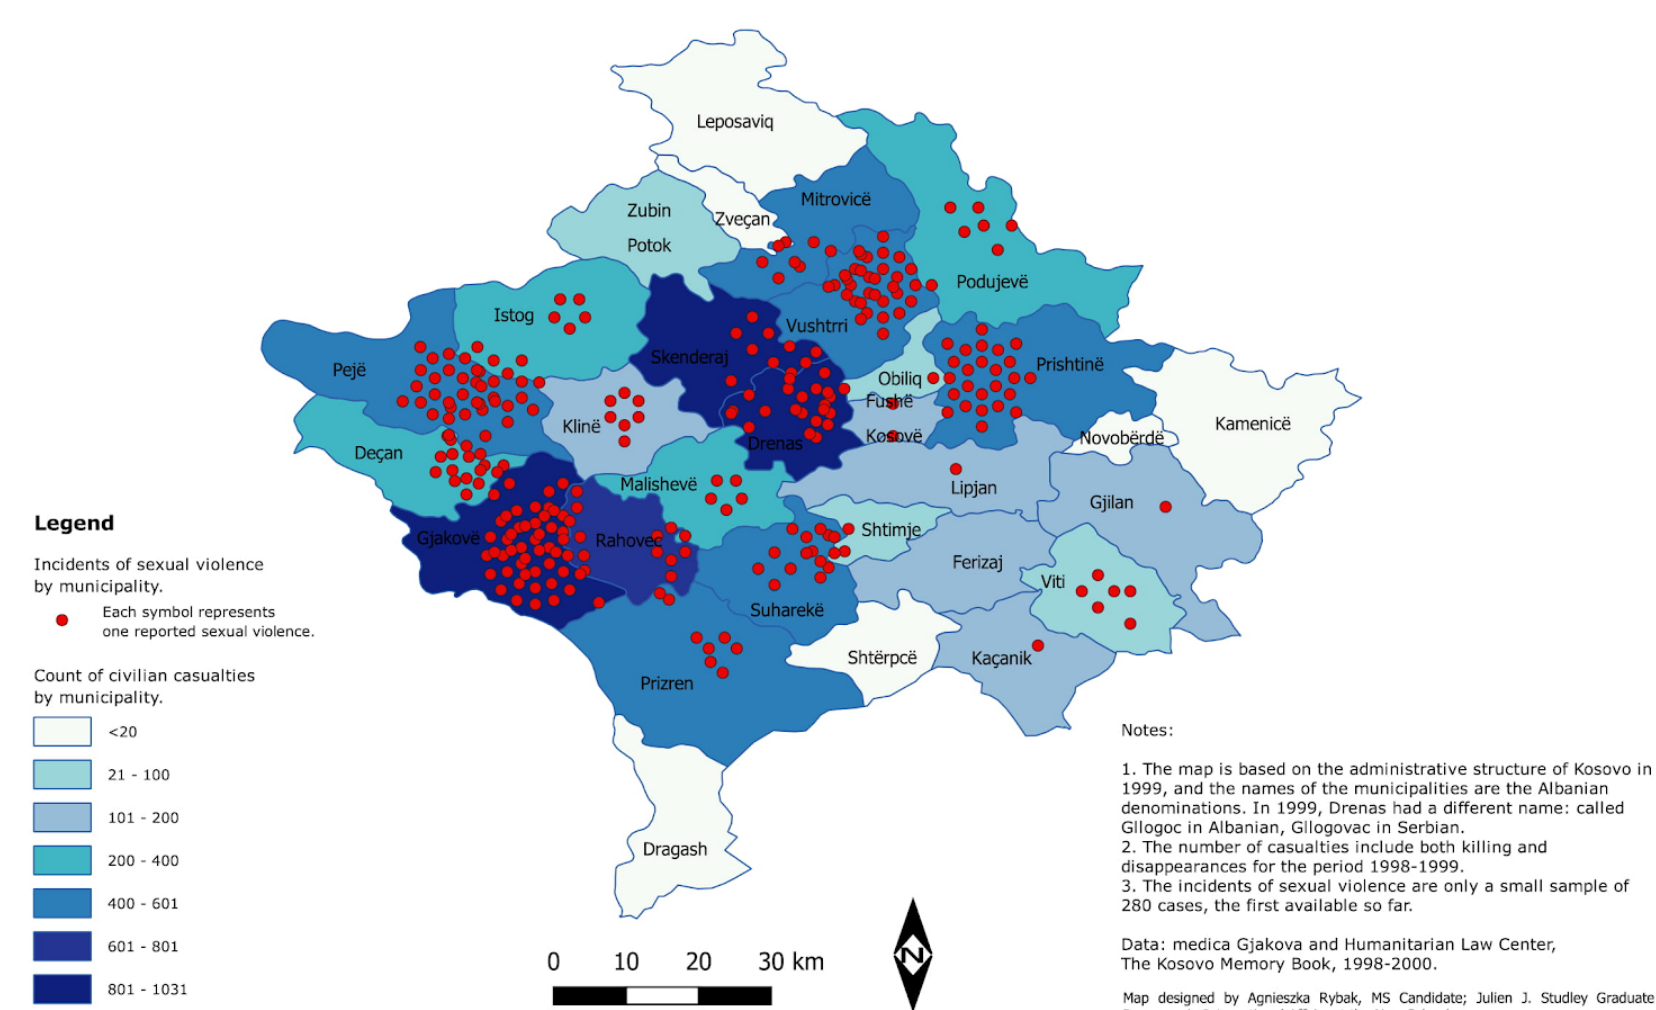 Leposaviq
Mitrovicë
Zubin
Zveçan
Potok
Podujevë
Istog
Vushtrri
Skenderaj
Prishtinë
Pejë
Obiliq
Fushë
Kamenicë
Klinë
Kosovë
Novobërdë
Drenas
Deçan
Malishevë
Lipjan
Gjilan
Gjakovë
Rahovec
Shtimje
Ferizaj
Viti
Suharekë
Shtërpcë
Kaçanik
Prizren
Dragash
Legend
Incidents of sexual violence
by municipality.
Each symbol represents
one reported sexual violence.
Count of civilian casualties
by municipality.
<20
21 - 100
101 - 200
200 - 400
400 - 601
601 - 801
801 - 1031
0 10 20 30 km
N
Notes:
1. The map is based on the administrative structure of Kosovo in
1999, and the names of the municipalities are the Albanian
denominations. In 1999, Drenas had a different name: called
Gllogoc in Albanian, Gllogovac in Serbian.
2. The number of casualties include both killing and
disappearances for the period 1998-1999.
3. The incidents of sexual violence are only a small sample of
280 cases, the first available so far.
Data: medica Gjakova and Humanitarian Law Center,
The Kosovo Memory Book, 1998-2000.
Map designed by Agnieszka Rybak, MS Candidate; Julien J. Studley Graduate